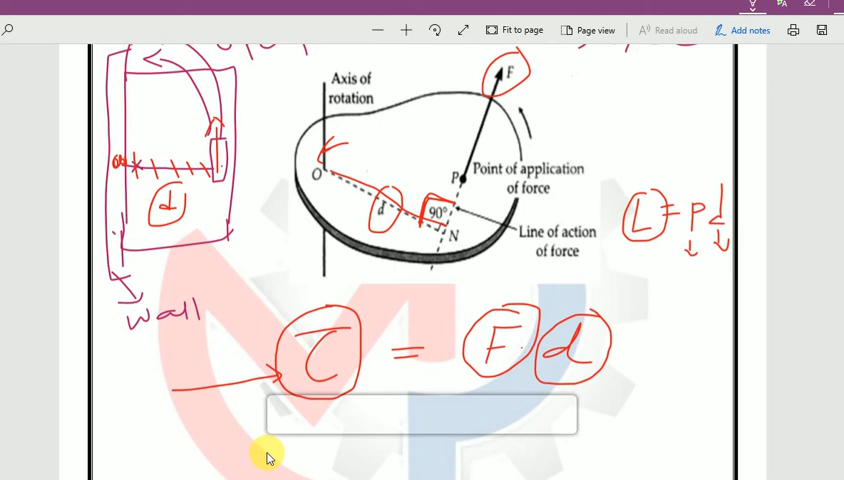 Fit to page
Page view
A Read aloud
Add notes
Axis of
rotation
F
O
d
90°
P
Point of application
of force
N
Line of action
of force
d
wall
L = Pd
τ = F d